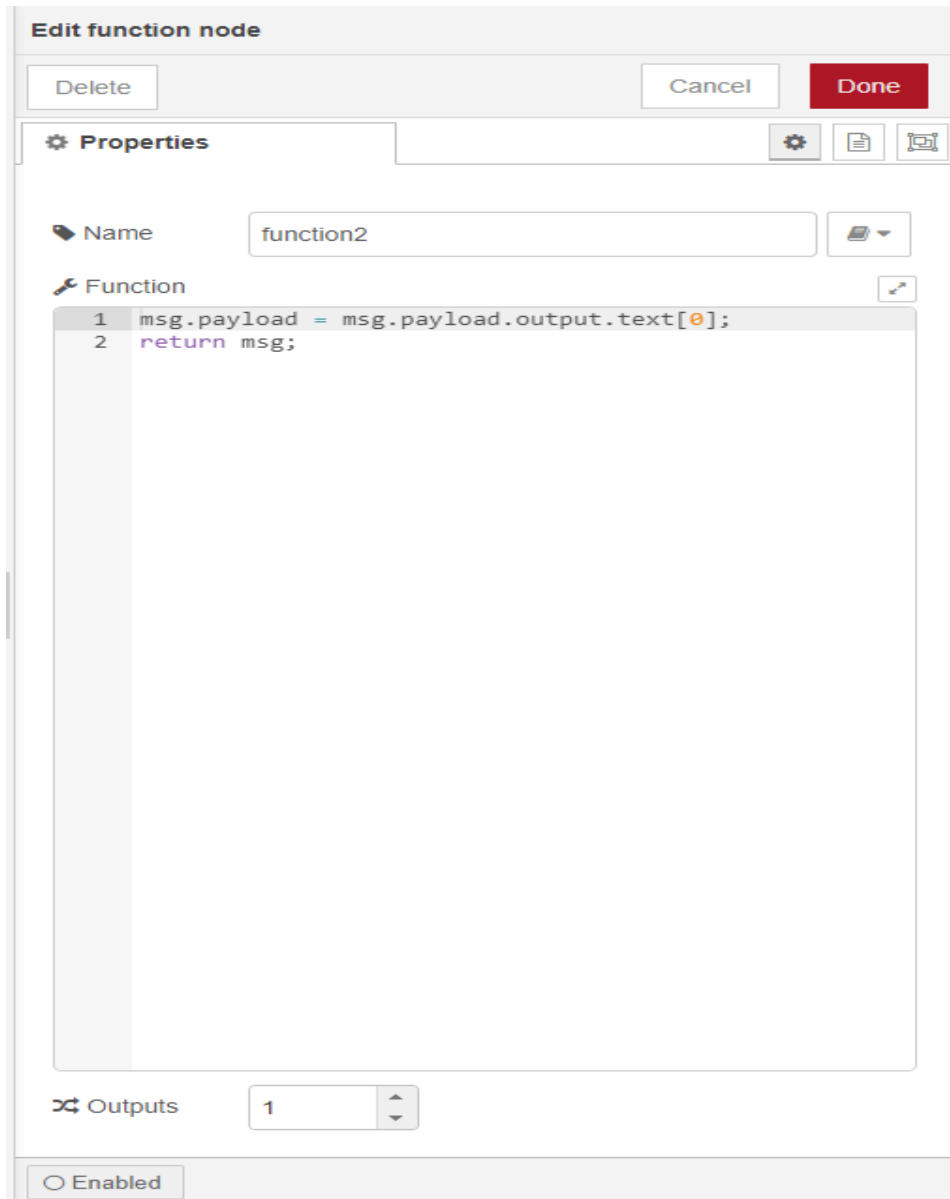 Edit function node
Delete Cancel Done
Properties
Name function2
Function
1 msg.payload = msg.payload.output.text[0];
2 return msg;
Outputs 1
Enabled